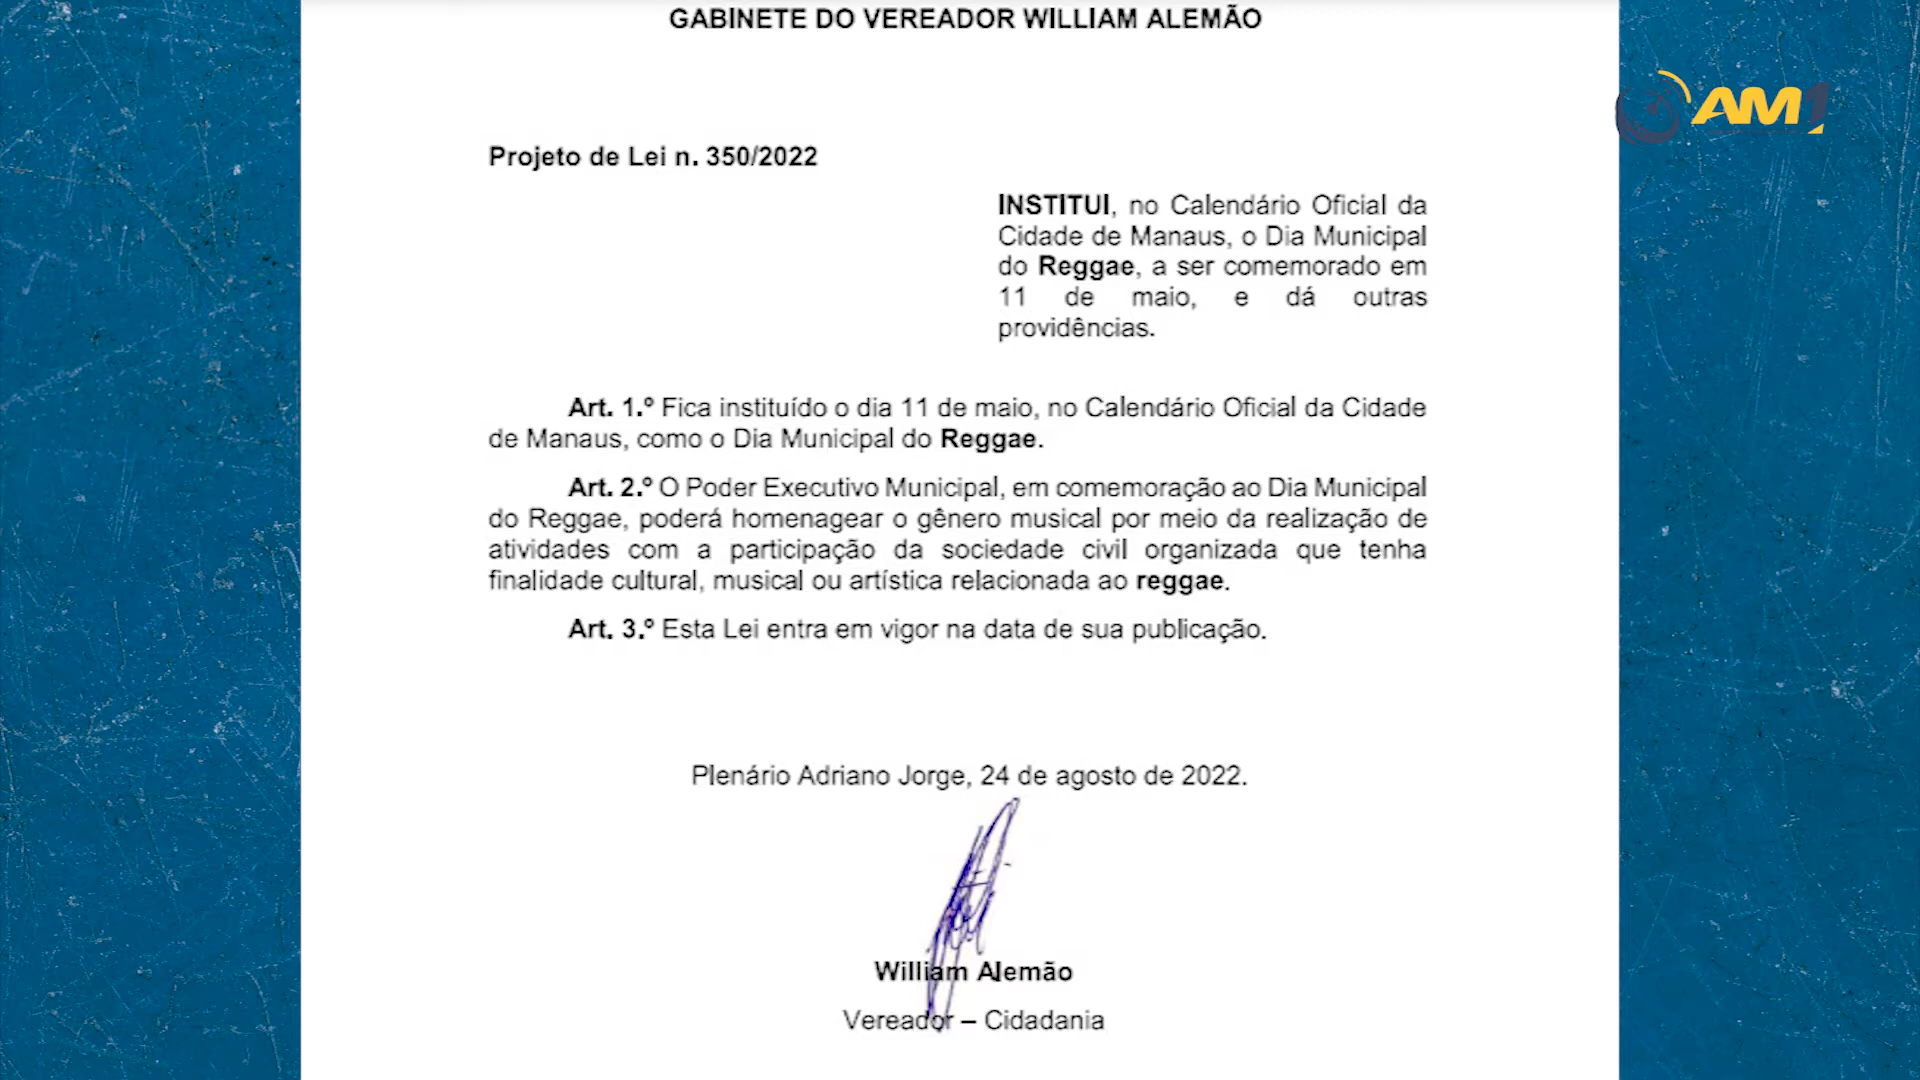 GABINETE DO VEREADOR WILLIAM ALEMÃO
AM1
Projeto de Lei n. 350/2022
INSTITUI, no Calendário Oficial da
Cidade de Manaus, o Dia Municipal
do Reggae, a ser comemorado em
11 de maio, e dá outras
providências.
Art. 1.º Fica instituído o dia 11 de maio, no Calendário Oficial da Cidade
de Manaus, como o Dia Municipal do Reggae.
Art. 2.º O Poder Executivo Municipal, em comemoração ao Dia Municipal
do Reggae, poderá homenagear o gênero musical por meio da realização de
atividades com a participação da sociedade civil organizada que tenha
finalidade cultural, musical ou artística relacionada ao reggae.
Art. 3.º Esta Lei entra em vigor na data de sua publicação.
Plenário Adriano Jorge, 24 de agosto de 2022.
William Alemão
Vereador – Cidadania